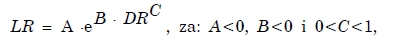 LR = A ·e^{B · DR^C} , za: A<0, B<0 i 0<C<1,